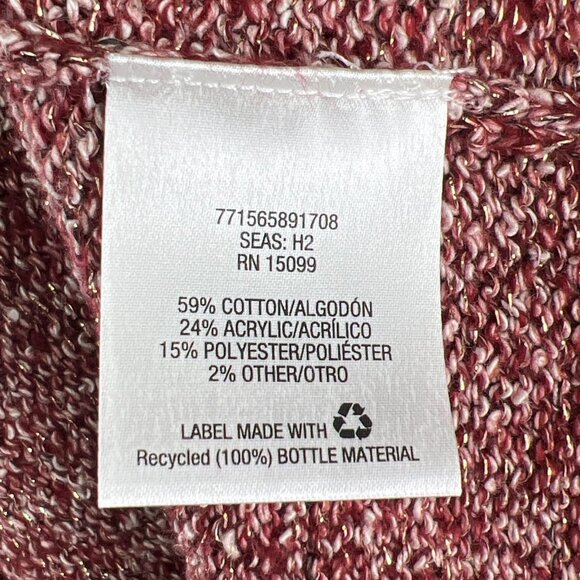 771565891708
SEAS: H2
RN 15099
59% COTTON/ALGODÓN
24% ACRYLIC/ACRÍLICO
15% POLYESTER/POLIÉSTER
2% OTHER/OTRO
LABEL MADE WITH
Recycled (100%) BOTTLE MATERIAL